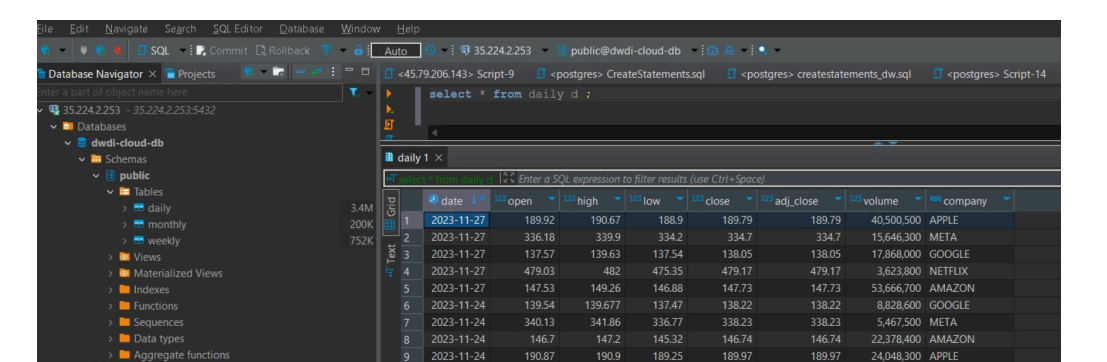 File Edit Navigate Search SQL Editor Database Window Help
SQL Commit Rollback Auto 35.224.2.253 public@dwdi-cloud-db
Database Navigator × Projects
Enter a part of object name here
35.224.2.253 - 35.224.2.253:5432
Databases
dwdi-cloud-db
Schemas
public
Tables
daily 3.4M
monthly 200K
weekly 752K
Views
Materialized Views
Indexes
Functions
Sequences
Data types
Aggregate functions
<45.79.206.143> Script-9 <postgres> CreateStatements.sql <postgres> createstatements_dw.sql <postgres> Script-14
select * from daily d ;
daily 1 ×
select * from daily d Enter a SQL expression to filter results (use Ctrl+Space)
Grid
Text
date 123 open 123 high 123 low 123 close 123 adj_close 123 volume ABC company
1 2023-11-27 189.92 190.67 188.9 189.79 189.79 40,500,500 APPLE
2 2023-11-27 336.18 339.9 334.2 334.7 334.7 15,646,300 META
3 2023-11-27 137.57 139.63 137.54 138.05 138.05 17,868,000 GOOGLE
4 2023-11-27 479.03 482 475.35 479.17 479.17 3,623,800 NETFLIX
5 2023-11-27 147.53 149.26 146.88 147.73 147.73 53,666,700 AMAZON
6 2023-11-24 139.54 139.677 137.47 138.22 138.22 8,828,600 GOOGLE
7 2023-11-24 340.13 341.86 336.77 338.23 338.23 5,467,500 META
8 2023-11-24 146.7 147.2 145.32 146.74 146.74 22,378,400 AMAZON
9 2023-11-24 190.87 190.9 189.25 189.97 189.97 24,048,300 APPLE